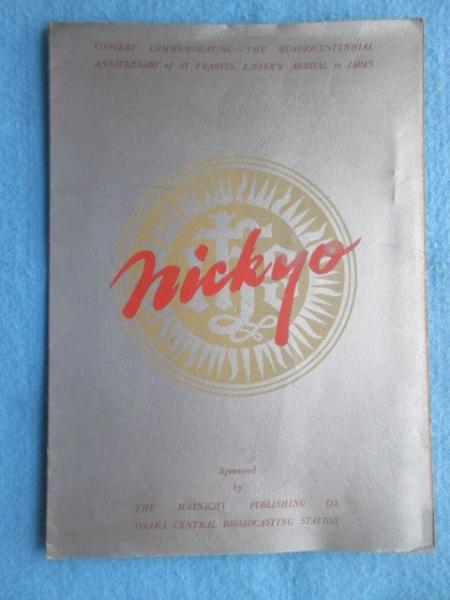 CONCERT COMMEMORATING THE QUADRICENTENNIAL
ANNIVERSARY of ST. FRANCIS XAVIER'S ARRIVAL in JAPAN
nickyo
Sponsored
by
THE MAINICHI PUBLISHING CO.
OSAKA CENTRAL BROADCASTING STATION